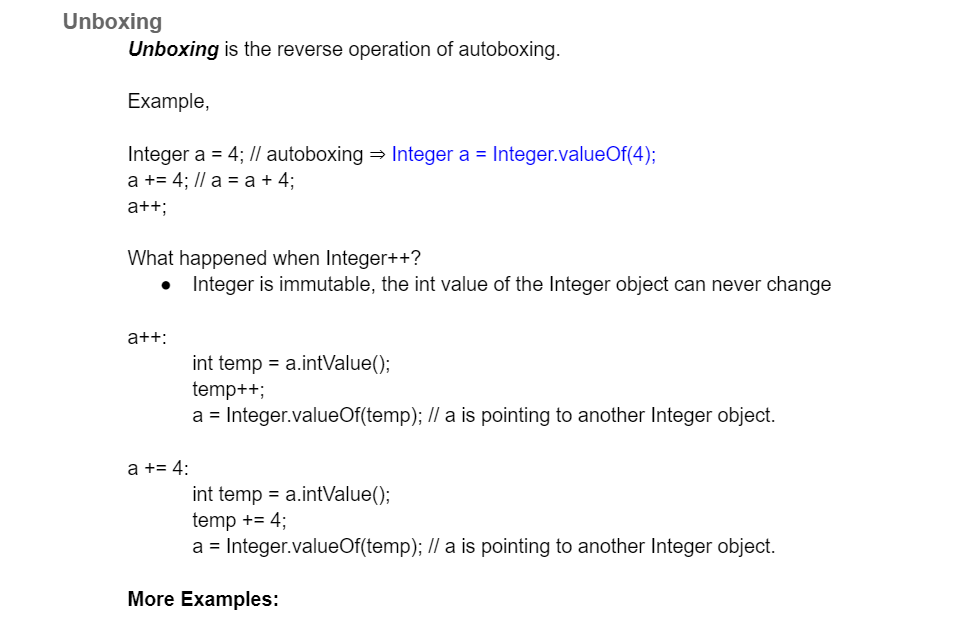 Unboxing
Unboxing is the reverse operation of autoboxing.
Example,
Integer a = 4; // autoboxing ⇒ Integer a = Integer.valueOf(4);
a += 4; // a = a + 4;
a++;
What happened when Integer++?
● Integer is immutable, the int value of the Integer object can never change
a++:
int temp = a.intValue();
temp++;
a = Integer.valueOf(temp); // a is pointing to another Integer object.
a += 4:
int temp = a.intValue();
temp += 4;
a = Integer.valueOf(temp); // a is pointing to another Integer object.
More Examples: